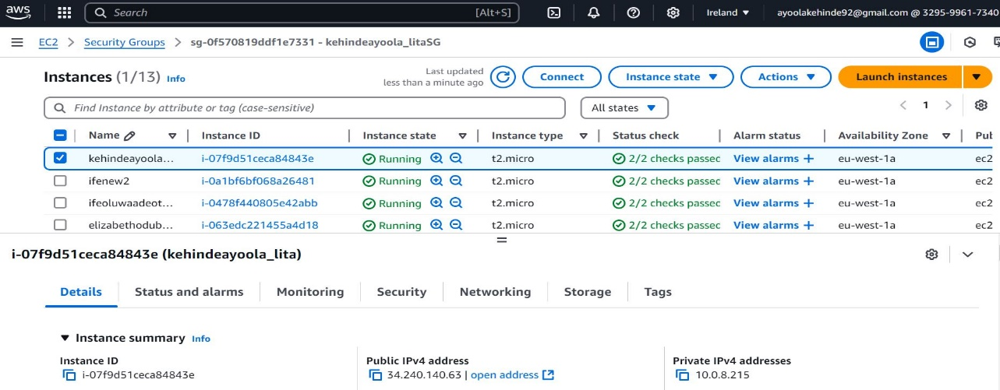 aws Search [Alt+S] Ireland ayoolakehinde92@gmail.com @ 3295-9961-7340
EC2 > Security Groups > sg-0f570819ddf1e7331 - kehindeayoola_litaSG
Instances (1/13) Info Last updated less than a minute ago Connect Instance state Actions Launch instances
Find Instance by attribute or tag (case-sensitive) All states 1
Name Instance ID Instance state Instance type Status check Alarm status Availability Zone Pub
kehindeayoola... i-07f9d51ceca84843e Running t2.micro 2/2 checks passed View alarms + eu-west-1a ec2
ifenew2 i-0a1bf6bf068a26481 Running t2.micro 2/2 checks passed View alarms + eu-west-1a ec2
ifeoluwaadeot... i-0478f440805e42abb Running t2.micro 2/2 checks passed View alarms + eu-west-1a ec2
elizabethodub... i-063edc221455a4d18 Running t2.micro 2/2 checks passed View alarms + eu-west-1a ec2
i-07f9d51ceca84843e (kehindeayoola_lita)
Details Status and alarms Monitoring Security Networking Storage Tags
Instance summary Info
Instance ID Public IPv4 address Private IPv4 addresses
i-07f9d51ceca84843e 34.240.140.63 | open address 10.0.8.215